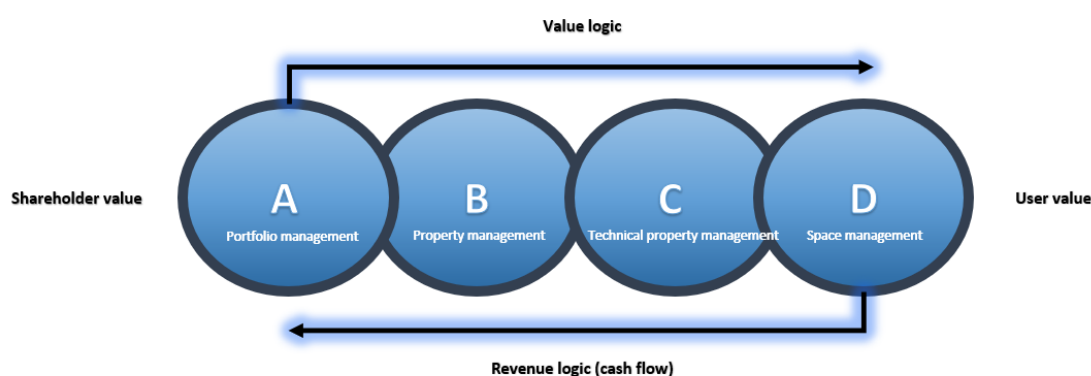 Value logic
Shareholder value
A
Portfolio management
B
Property management
C
Technical property management
D
Space management
User value
Revenue logic (cash flow)